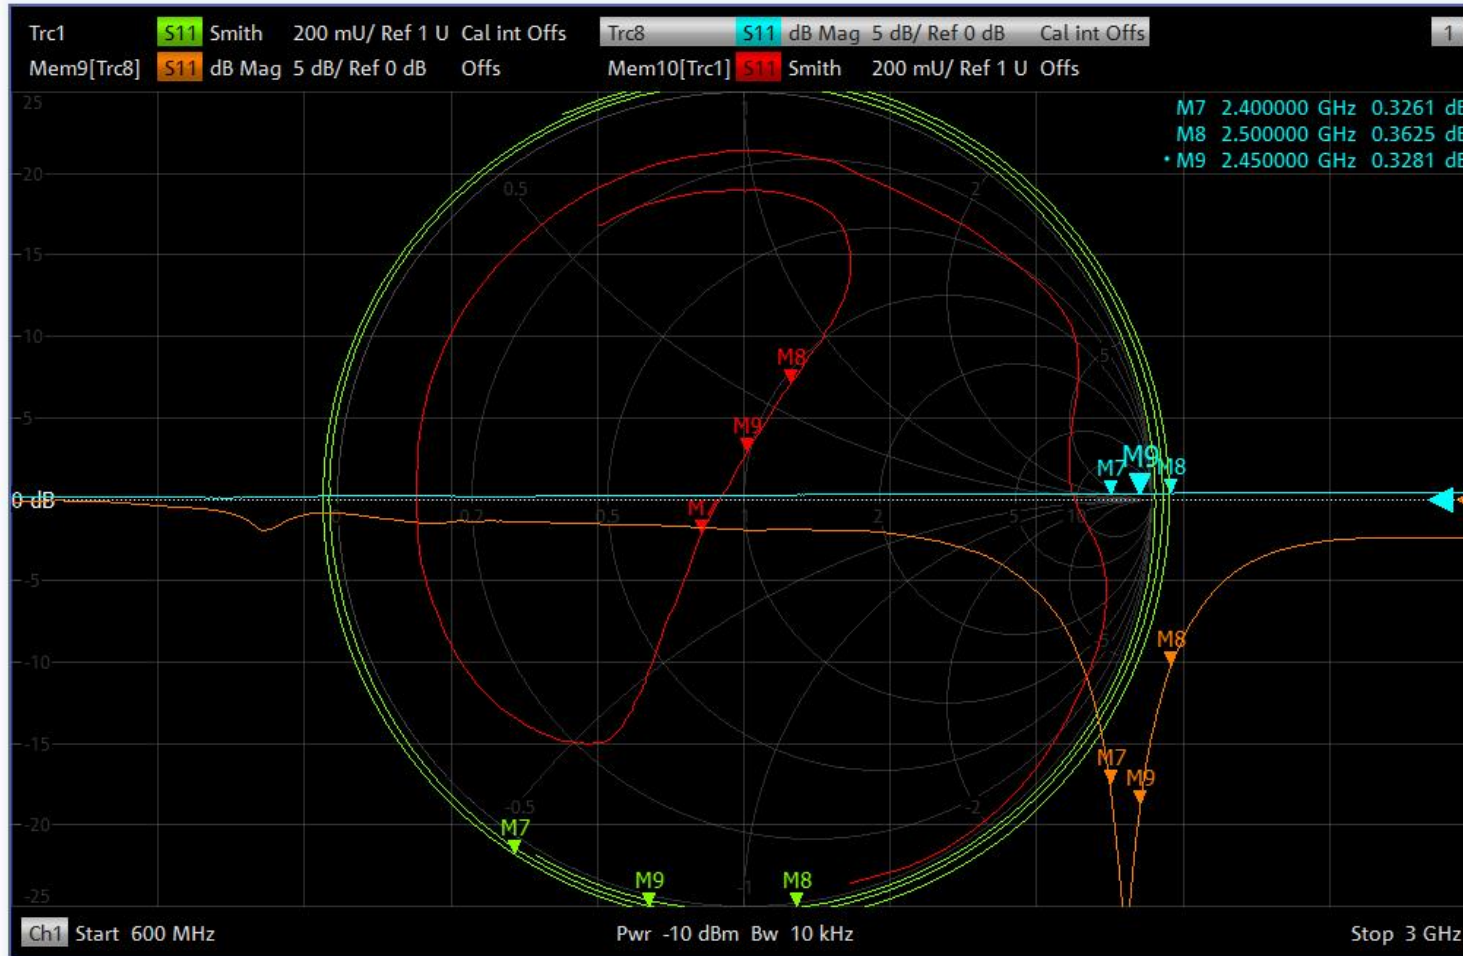 Trc1 S11 Smith 200 mU/ Ref 1 U Cal int Offs Trc8 S11 dB Mag 5 dB/ Ref 0 dB Cal int Offs 1
Mem9[Trc8] S11 dB Mag 5 dB/ Ref 0 dB Offs Mem10[Trc1] S11 Smith 200 mU/ Ref 1 U Offs
25
1
M7 2.400000 GHz 0.3261 dB
M8 2.500000 GHz 0.3625 dB
• M9 2.450000 GHz 0.3281 dB
20
0.5
2
15
10
5
M8
5
M9
M7
M9
M8
0 dB
0
0.2
0.5
M7
2
5
10
-5
-5
-10
M8
-15
M7
M9
-0.5
-2
-20
M7
M9
-1
M8
-25
Ch1 Start 600 MHz Pwr -10 dBm Bw 10 kHz Stop 3 GHz